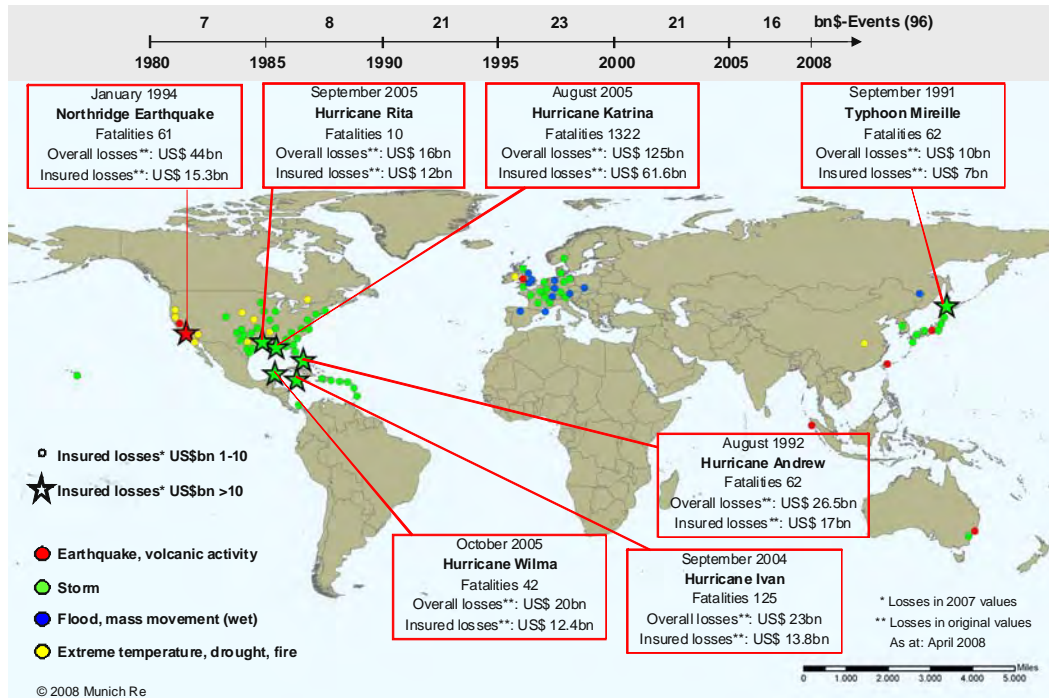 7 8 21 23 21 16 bn$-Events (96)
1980 1985 1990 1995 2000 2005 2008
January 1994
Northridge Earthquake
Fatalities 61
Overall losses**: US$ 44bn
Insured losses**: US$ 15.3bn
September 2005
Hurricane Rita
Fatalities 10
Overall losses**: US$ 16bn
Insured losses**: US$ 12bn
August 2005
Hurricane Katrina
Fatalities 1322
Overall losses**: US$ 125bn
Insured losses**: US$ 61.6bn
September 1991
Typhoon Mireille
Fatalities 62
Overall losses**: US$ 10bn
Insured losses**: US$ 7bn
August 1992
Hurricane Andrew
Fatalities 62
Overall losses**: US$ 26.5bn
Insured losses**: US$ 17bn
October 2005
Hurricane Wilma
Fatalities 42
Overall losses**: US$ 20bn
Insured losses**: US$ 12.4bn
September 2004
Hurricane Ivan
Fatalities 125
Overall losses**: US$ 23bn
Insured losses**: US$ 13.8bn
Insured losses* US$bn 1-10
Insured losses* US$bn >10
Earthquake, volcanic activity
Storm
Flood, mass movement (wet)
Extreme temperature, drought, fire
* Losses in 2007 values
** Losses in original values
As at: April 2008
Miles
0 1.000 2.000 3.000 4.000 5.000
© 2008 Munich Re